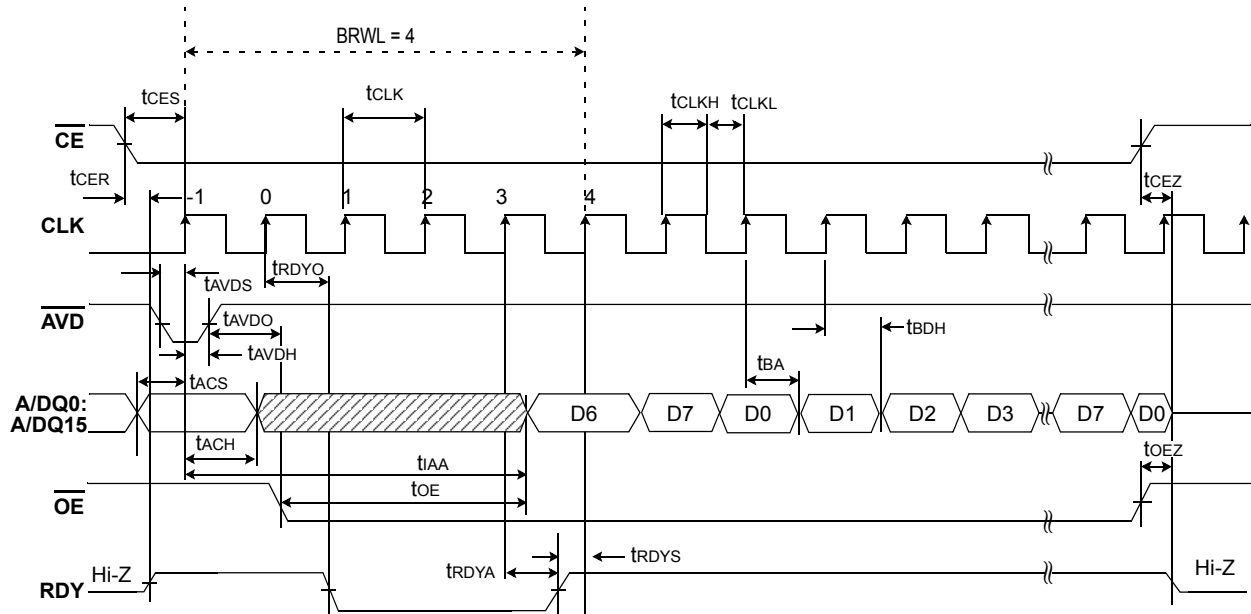 BRWL = 4
tCES tCLK tCLKH tCLKL
CE
tCER tCEZ
-1 0 1 2 3 4
CLK
tRDYO
tAVDS
AVD
tAVDO tBDH
tAVDH
tBA
tACS
A/DQ0:
A/DQ15
D6 D7 D0 D1 D2 D3 D7 D0
tACH
tIAA tOEZ
OE
tOE
tRDYS
tRDYA
RDY Hi-Z Hi-Z